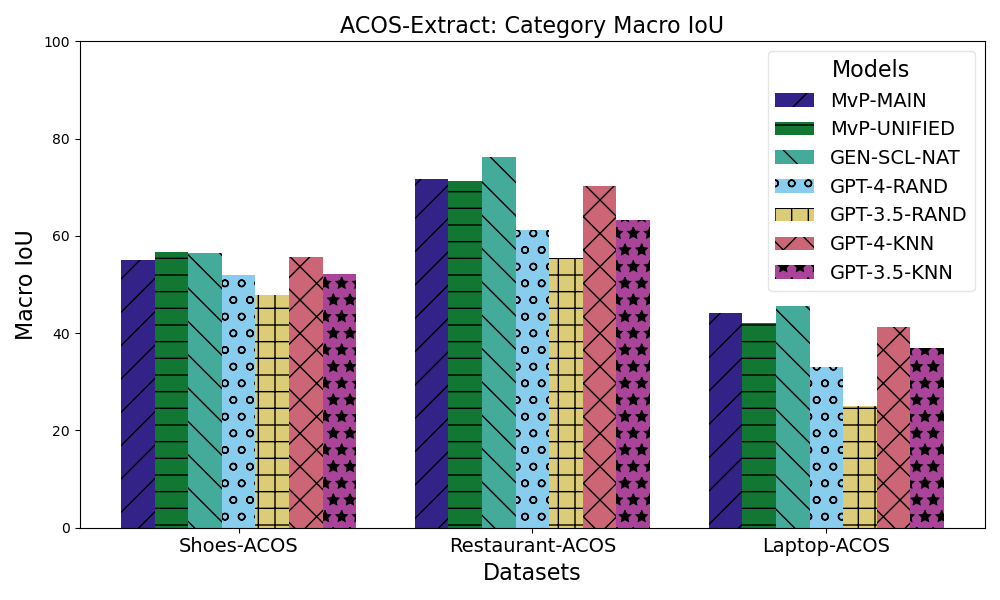 ACOS-Extract: Category Macro IoU
100
80
60
40
20
0
Macro IoU
Models
MvP-MAIN
MvP-UNIFIED
GEN-SCL-NAT
GPT-4-RAND
GPT-3.5-RAND
GPT-4-KNN
GPT-3.5-KNN
Shoes-ACOS
Restaurant-ACOS
Laptop-ACOS
Datasets